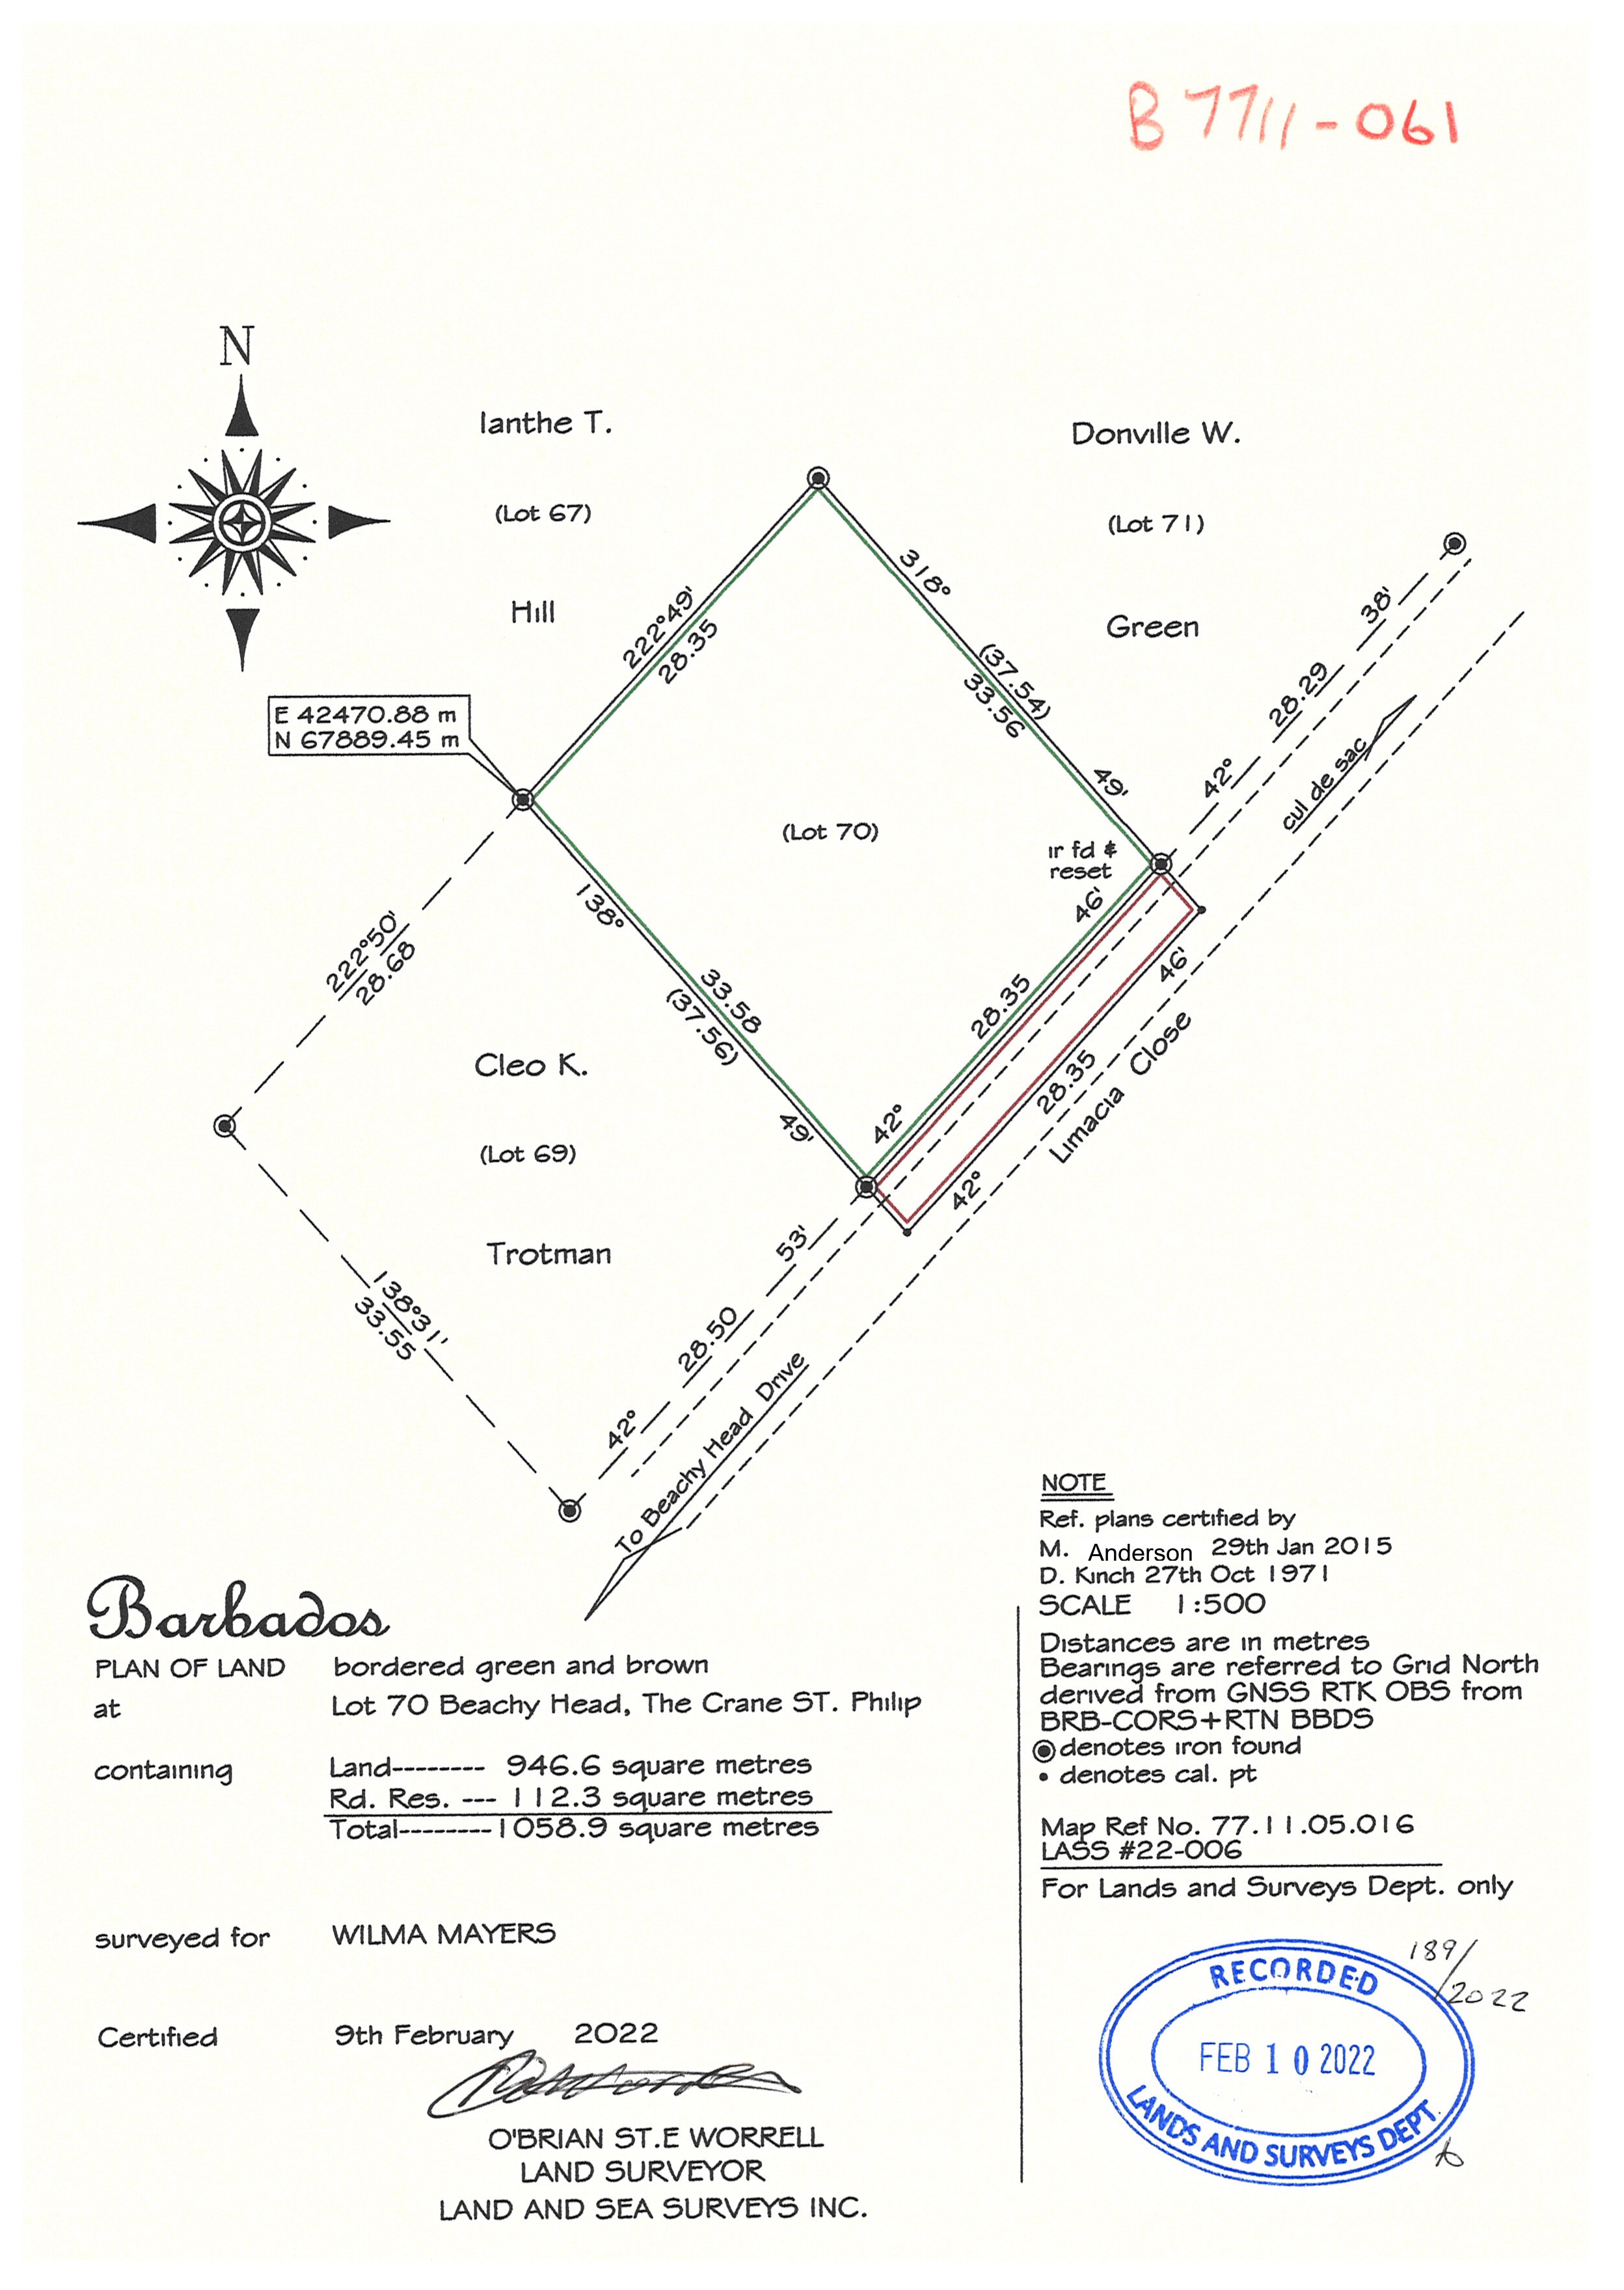 B 7711-061
N
Ianthe T.
(Lot 67)
Hill
Donville W.
(Lot 71)
Green
222°49'
28.35
318°
(37.54)
33.56
49'
E 42470.88 m
N 67889.45 m
(Lot 70)
ir fd &
reset
46'
28.35
42°
138°
33.58
(37.56)
49'
42°
28.29
38'
cul de sac
46'
28.35
42°
Limacia Close
222°50'
28.68
Cleo K.
(Lot 69)
Trotman
138°31'
33.55
53'
28.50
42°
To Beachy Head Drive
NOTE
Ref. plans certified by
M. Anderson 29th Jan 2015
D. Kinch 27th Oct 1971
SCALE 1:500
Distances are in metres
Bearings are referred to Grid North
derived from GNSS RTK OBS from
BRB-CORS+RTN BBDS
denotes iron found
• denotes cal. pt
Map Ref No. 77.11.05.016
LASS #22-006
For Lands and Surveys Dept. only
Barbados
PLAN OF LAND bordered green and brown
at Lot 70 Beachy Head, The Crane ST. Philip
containing Land-------- 946.6 square metres
Rd. Res. --- 112.3 square metres
Total---------1058.9 square metres
surveyed for WILMA MAYERS
Certified 9th February 2022
O'BRIAN ST.E WORRELL
LAND SURVEYOR
LAND AND SEA SURVEYS INC.
189/2022
RECORDED
FEB 10 2022
LANDS AND SURVEYS DEPT.